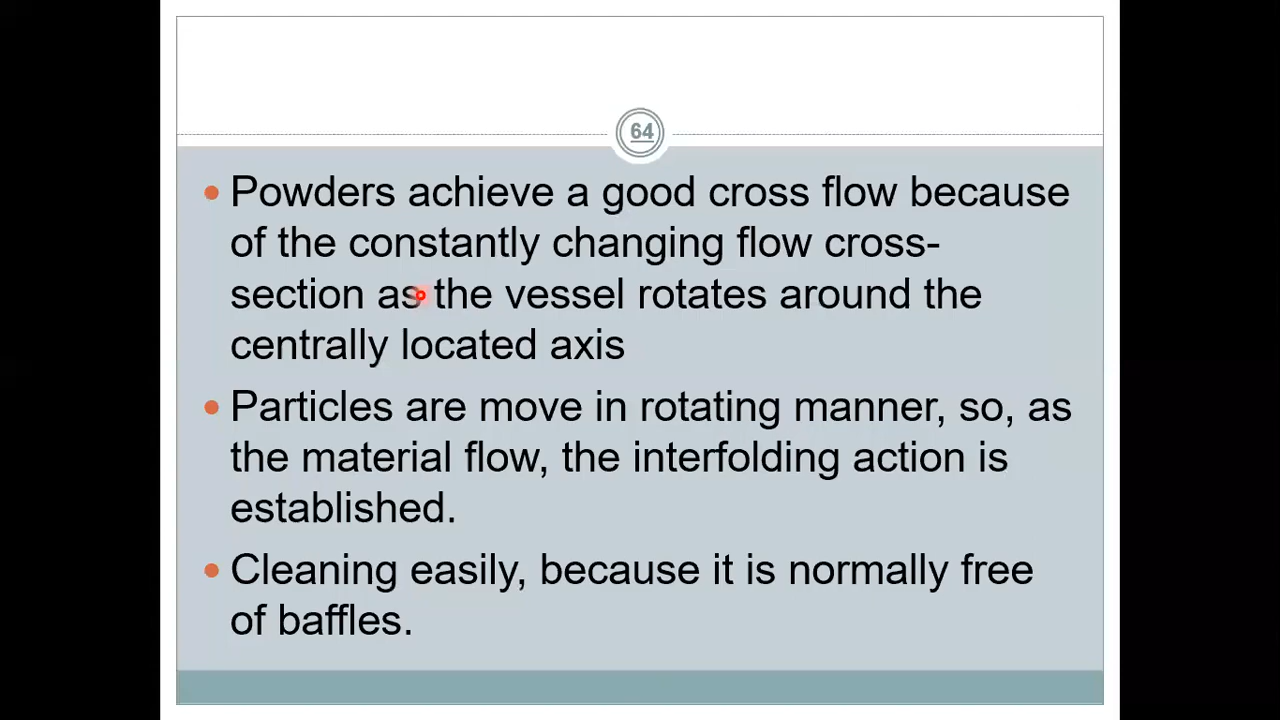 64
• Powders achieve a good cross flow because
of the constantly changing flow cross-
section as the vessel rotates around the
centrally located axis
• Particles are move in rotating manner, so, as
the material flow, the interfolding action is
established.
• Cleaning easily, because it is normally free
of baffles.